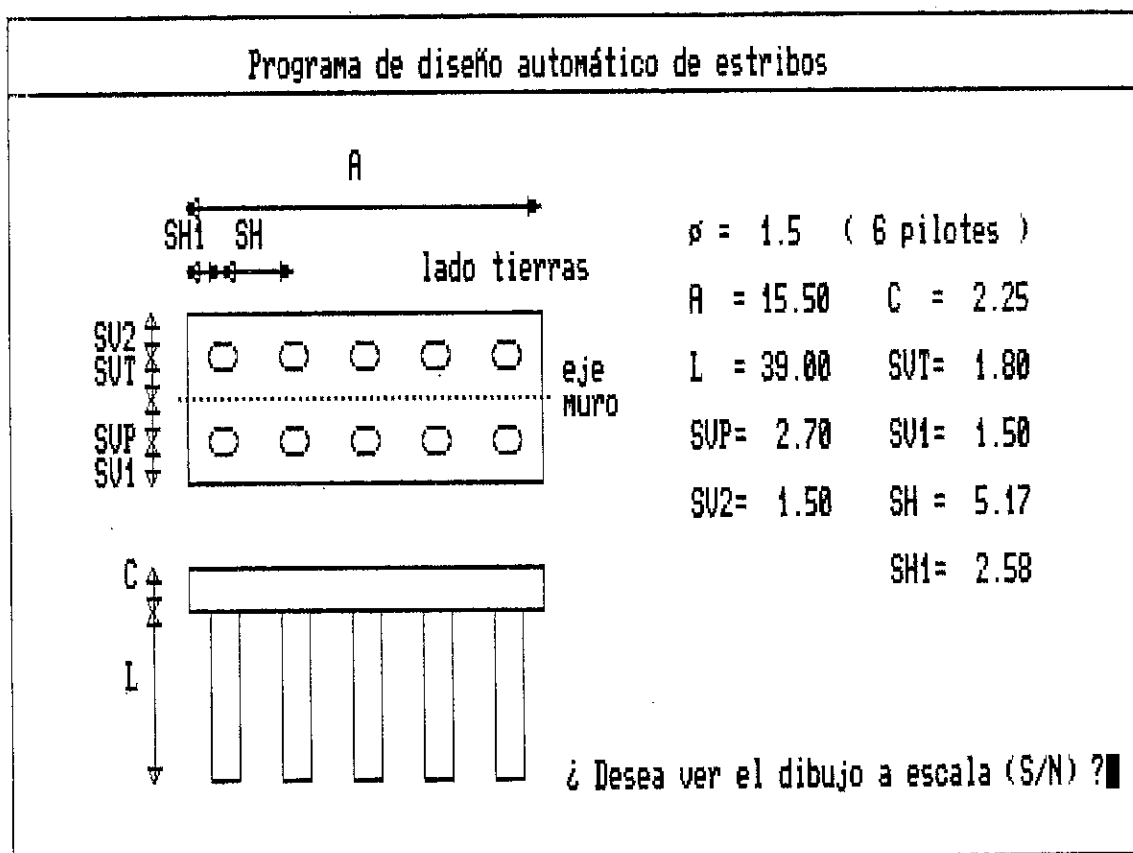 Programa de diseño automático de estribos
A
SH1 SH
lado tierras
SV2
SVT
SVP
SV1
eje
muro
C
L
ø = 1.5 ( 6 pilotes )
A = 15.50 C = 2.25
L = 39.00 SVT= 1.80
SVP= 2.70 SV1= 1.50
SV2= 1.50 SH = 5.17
SH1= 2.58
¿ Desea ver el dibujo a escala (S/N) ?